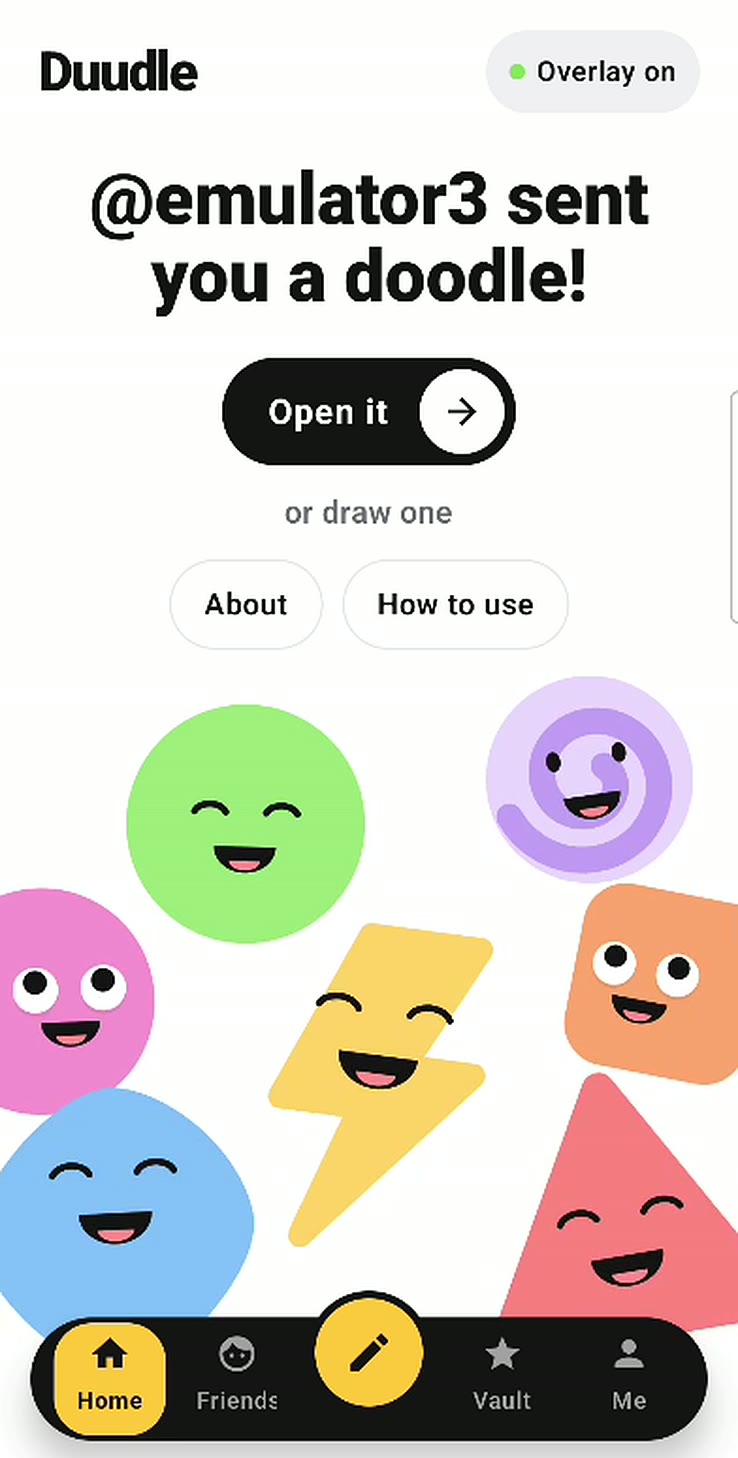 Duudle
Overlay on
@emulator3 sent
you a doodle!
Open it
or draw one
About
How to use
Home
Friends
Vault
Me